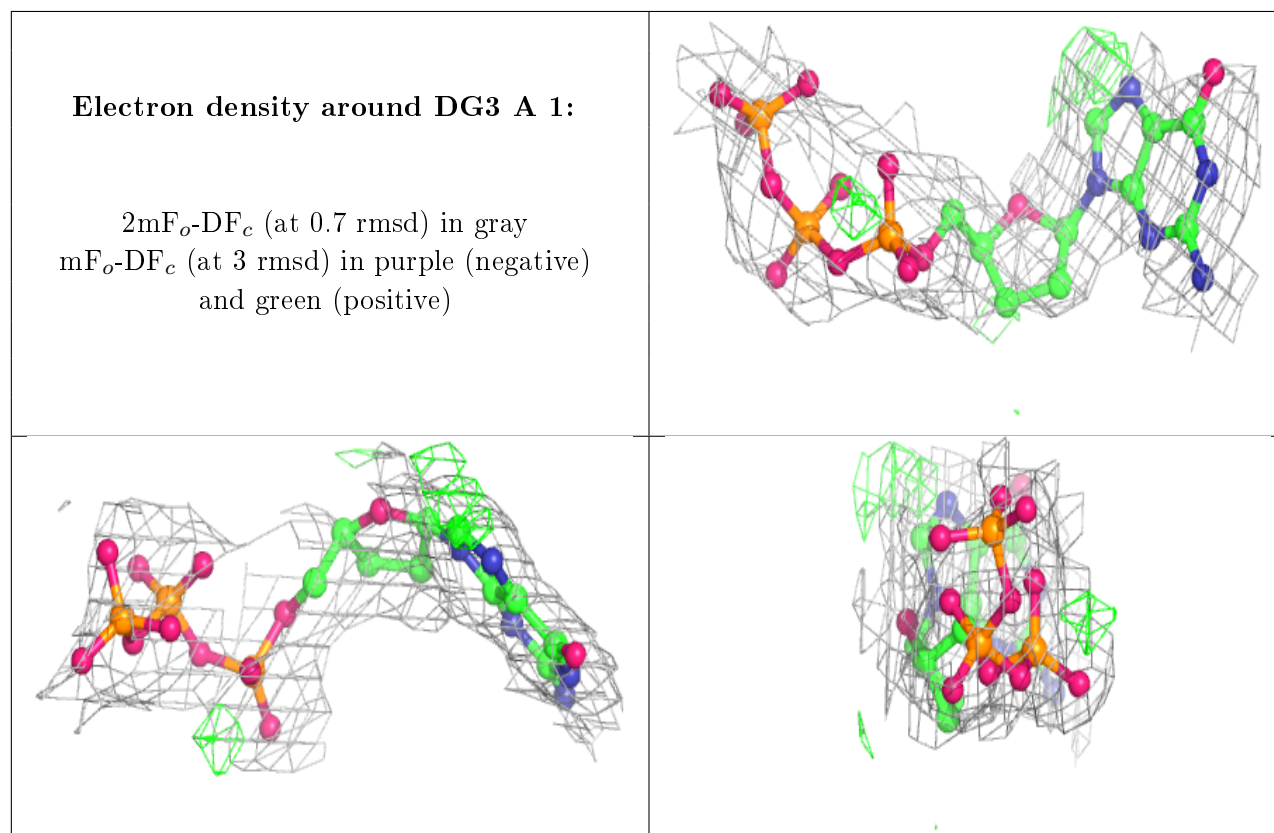 Electron density around DG3 A 1:
2mFo-DFc (at 0.7 rmsd) in gray
mFo-DFc (at 3 rmsd) in purple (negative)
and green (positive)